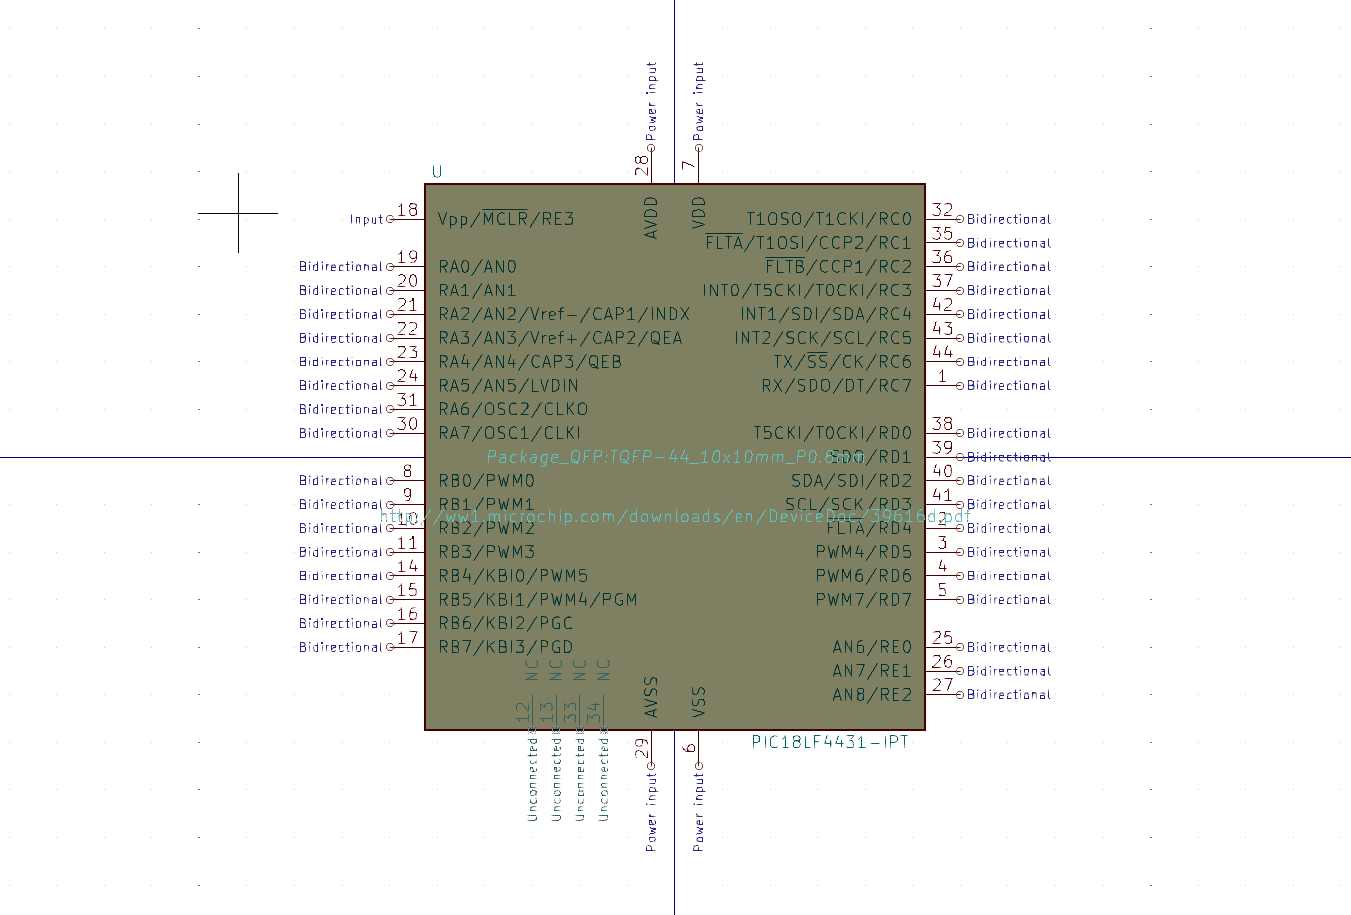 Power input
Power input
28
7
U
AVDD
VDD
Input 18 Vpp/MCLR/RE3
T1OSO/T1CKI/RC0 32 Bidirectional
FLTA/T1OSI/CCP2/RC1 35 Bidirectional
Bidirectional 19 RA0/AN0
FLTB/CCP1/RC2 36 Bidirectional
Bidirectional 20 RA1/AN1
INT0/T5CKI/T0CKI/RC3 37 Bidirectional
Bidirectional 21 RA2/AN2/Vref-/CAP1/INDX
INT1/SDI/SDA/RC4 42 Bidirectional
Bidirectional 22 RA3/AN3/Vref+/CAP2/QEA
INT2/SCK/SCL/RC5 43 Bidirectional
Bidirectional 23 RA4/AN4/CAP3/QEB
TX/SS/CK/RC6 44 Bidirectional
Bidirectional 24 RA5/AN5/LVDIN
RX/SDO/DT/RC7 1 Bidirectional
Bidirectional 31 RA6/OSC2/CLKO
Bidirectional 30 RA7/OSC1/CLKI
T5CKI/T0CKI/RD0 38 Bidirectional
Package_QFP:TQFP-44_10x10mm_P0.8mm
SDO/RD1 39 Bidirectional
Bidirectional 8 RB0/PWM0
SDA/SDI/RD2 40 Bidirectional
Bidirectional 9 RB1/PWM1
SCL/SCK/RD3 41 Bidirectional
http://ww1.microchip.com/downloads/en/DeviceDoc/39616d.pdf
Bidirectional 10 RB2/PWM2
FLTA/RD4 2 Bidirectional
Bidirectional 11 RB3/PWM3
PWM4/RD5 3 Bidirectional
Bidirectional 14 RB4/KBI0/PWM5
PWM6/RD6 4 Bidirectional
Bidirectional 15 RB5/KBI1/PWM4/PGM
PWM7/RD7 5 Bidirectional
Bidirectional 16 RB6/KBI2/PGC
Bidirectional 17 RB7/KBI3/PGD
AN6/RE0 25 Bidirectional
AN7/RE1 26 Bidirectional
AN8/RE2 27 Bidirectional
NC
NC
NC
NC
12
13
33
34
AVSS
VSS
PIC18LF4431-IPT
29
6
Unconnected
Unconnected
Unconnected
Unconnected
Power input
Power input